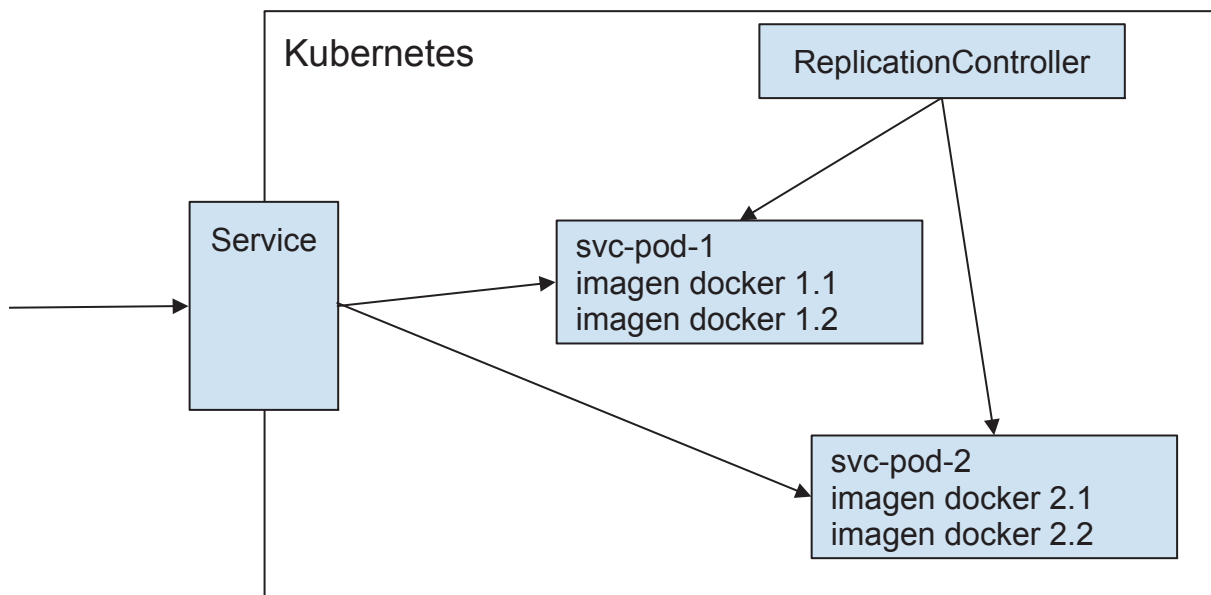 Kubernetes
ReplicationController
Service
svc-pod-1
imagen docker 1.1
imagen docker 1.2
svc-pod-2
imagen docker 2.1
imagen docker 2.2